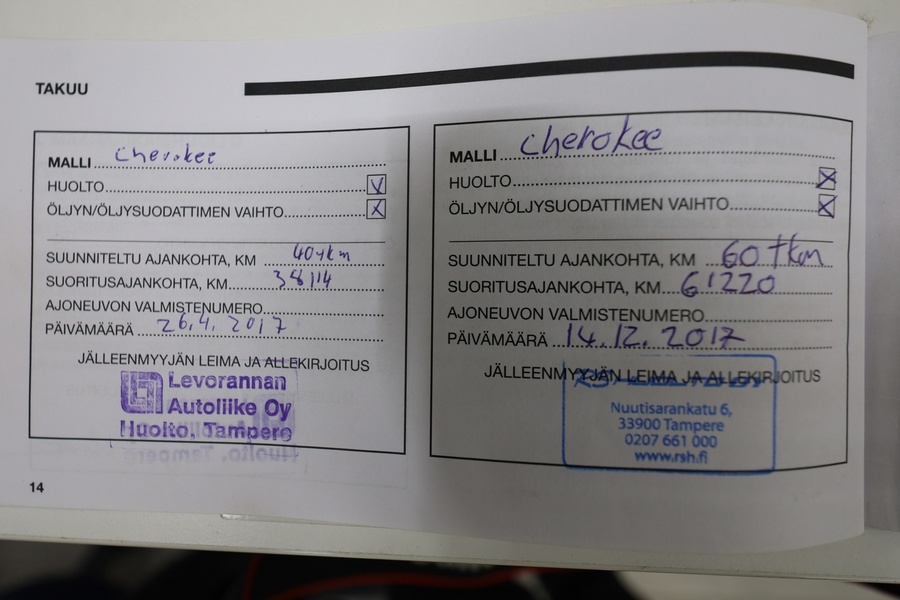 TAKUU
MALLI Cherokee
HUOLTO V
ÖLJYN/ÖLJYSUODATTIMEN VAIHTO X
SUUNNITELTU AJANKOHTA, KM 40tkm
SUORITUSAJANKOHTA, KM 38114
AJONEUVON VALMISTENUMERO
PÄIVÄMÄÄRÄ 26.4. 2017
JÄLLEENMYYJÄN LEIMA JA ALLEKIRJOITUS
Levorannan
Autoliike Oy
Huolto, Tampere
14
MALLI Cherokee
HUOLTO X
ÖLJYN/ÖLJYSUODATTIMEN VAIHTO X
SUUNNITELTU AJANKOHTA, KM 60 tkm
SUORITUSAJANKOHTA, KM 61220
AJONEUVON VALMISTENUMERO
PÄIVÄMÄÄRÄ 14.12. 2017
JÄLLEENMYYJÄN LEIMA JA ALLEKIRJOITUS
Nuutisarankatu 6,
33900 Tampere
0207 661 000
www.rsh.fi